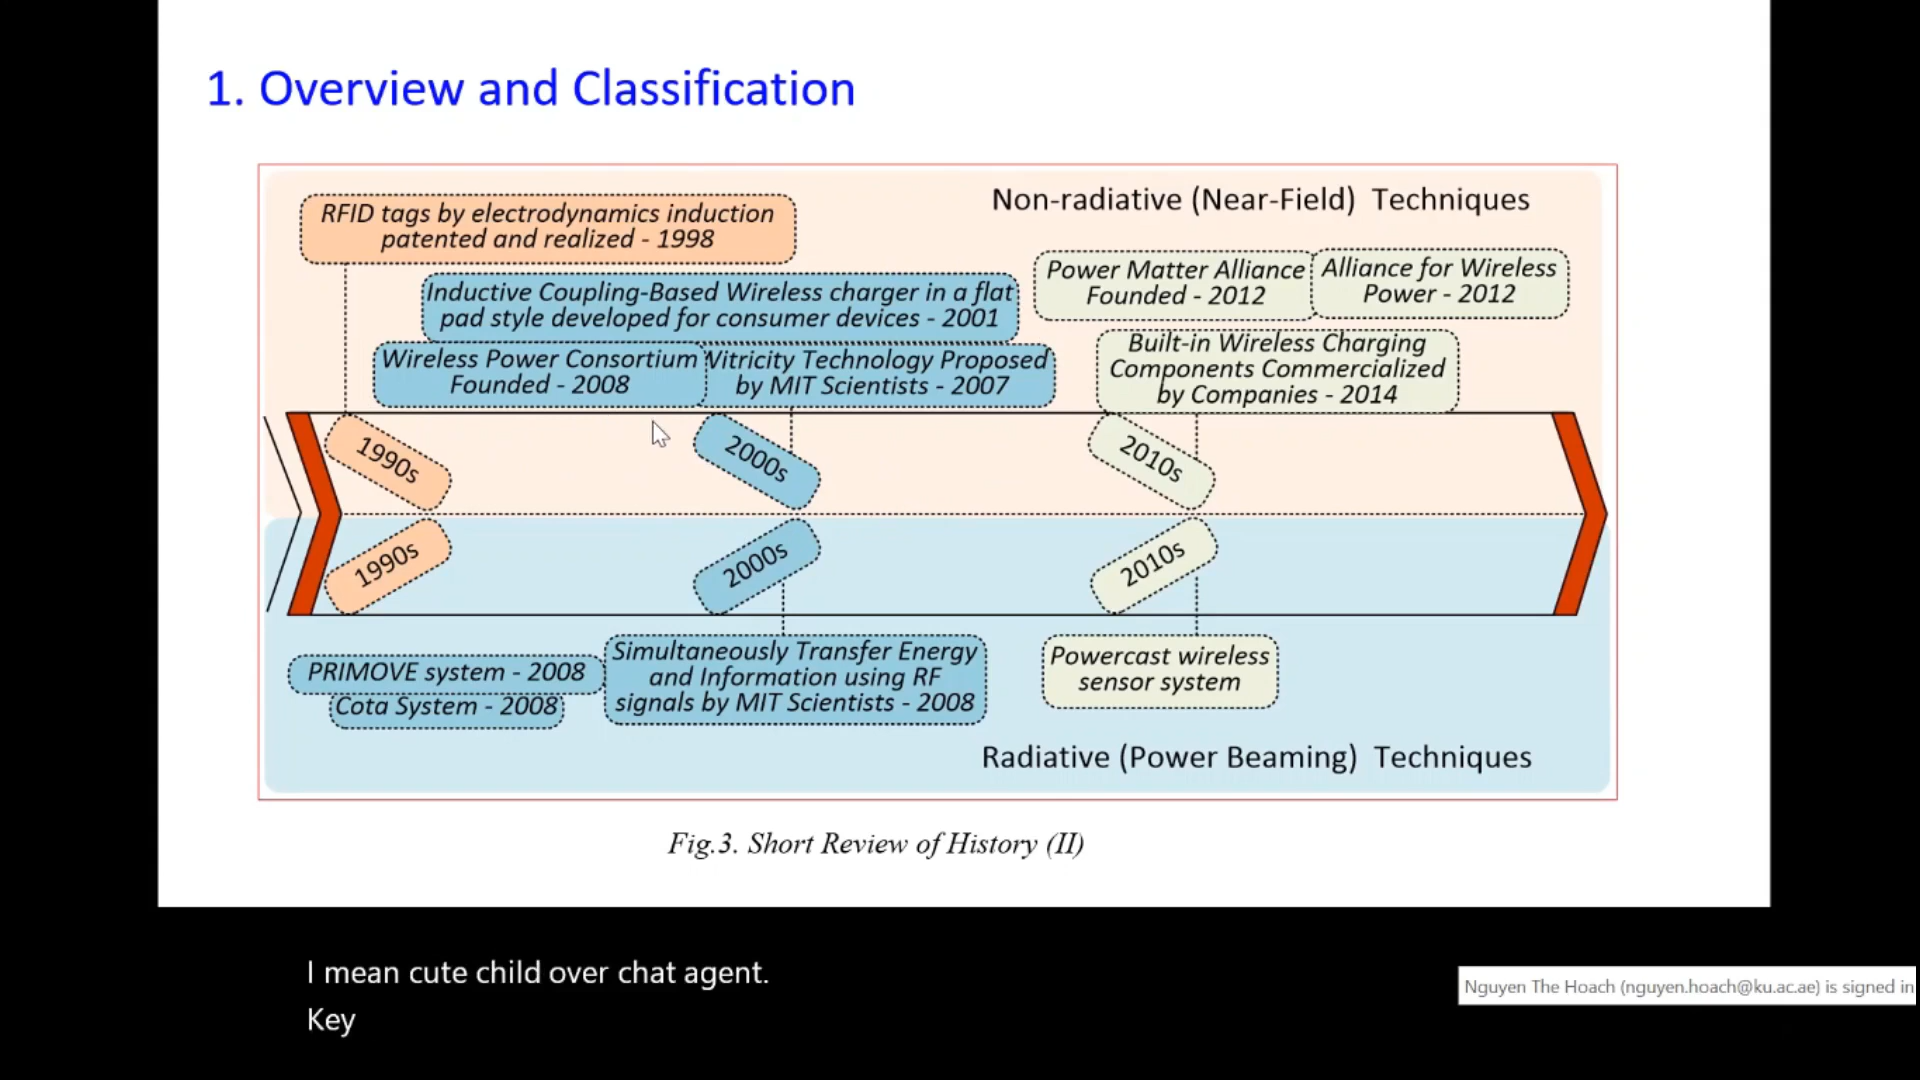 1. Overview and Classification
Non-radiative (Near-Field) Techniques
RFID tags by electrodynamics induction
patented and realized - 1998
Inductive Coupling-Based Wireless charger in a flat
pad style developed for consumer devices - 2001
Power Matter Alliance
Founded - 2012
Alliance for Wireless
Power - 2012
Wireless Power Consortium
Founded - 2008
Witricity Technology Proposed
by MIT Scientists - 2007
Built-in Wireless Charging
Components Commercialized
by Companies - 2014
1990s
2000s
2010s
1990s
2000s
2010s
PRIMOVE system - 2008
Cota System - 2008
Simultaneously Transfer Energy
and Information using RF
signals by MIT Scientists - 2008
Powercast wireless
sensor system
Radiative (Power Beaming) Techniques
Fig.3. Short Review of History (II)
I mean cute child over chat agent.
Key
Nguyen The Hoach (nguyen.hoach@ku.ac.ae) is signed in